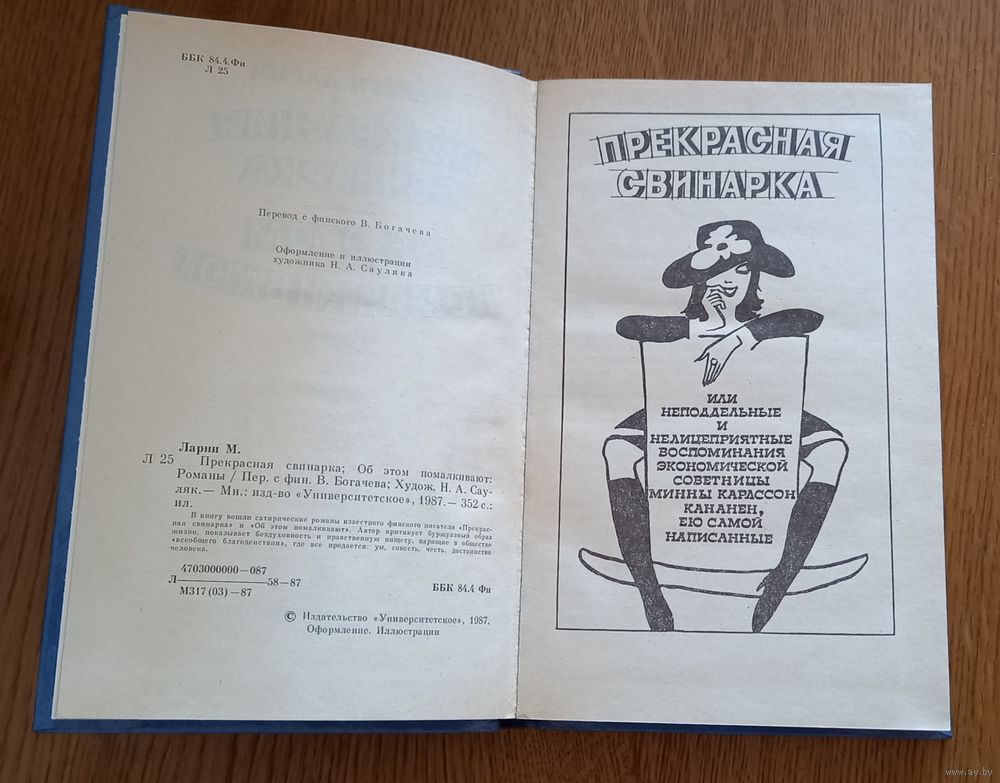 ББК 84.4.Фи
Л 25
Перевод с финского В. Богачева
Оформление и иллюстрации
художника Н. А. Сауляка
Ларни М.
Л 25
Прекрасная свинарка; Об этом помалкивают:
Романы / Пер. с фин. В. Богачева; Худож. Н. А. Сау-
ляк.— Мн.: изд-во «Университетское», 1987.— 352 с.:
ил.
В книгу вошли сатирические романы известного финского писателя «Прекрас-
ная свинарка» и «Об этом помалкивают». Автор критикует буржуазный образ
жизни, показывает бездуховность и нравственную нищету, царящие в обществе
«всеобщего благоденствия», где все продается: ум, совесть, честь, достоинство
человека.
4703000000—087
Л————————58—87
М317(03)—87
ББК 84.4 Фи
© Издательство «Университетское», 1987.
Оформление. Иллюстрации
ПРЕКРАСНАЯ
СВИНАРКА
ИЛИ
НЕПОДДЕЛЬНЫЕ
И
НЕЛИЦЕПРИЯТНЫЕ
ВОСПОМИНАНИЯ
ЭКОНОМИЧЕСКОЙ
СОВЕТНИЦЫ
МИННЫ КАРЛССОН
КАНАНЕН,
ЕЮ САМОЙ
НАПИСАННЫЕ
www.ay.by